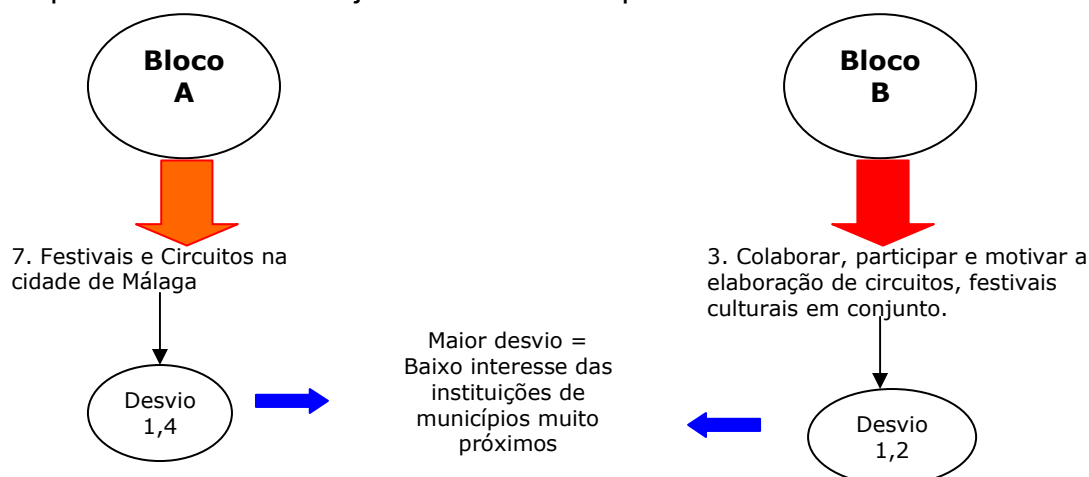 Bloco
A
Bloco
B
7. Festivais e Circuitos na
cidade de Málaga
3. Colaborar, participar e motivar a
elaboração de circuitos, festivais
culturais em conjunto.
Maior desvio =
Baixo interesse das
instituições de
municípios muito
próximos
Desvio
1,4
Desvio
1,2